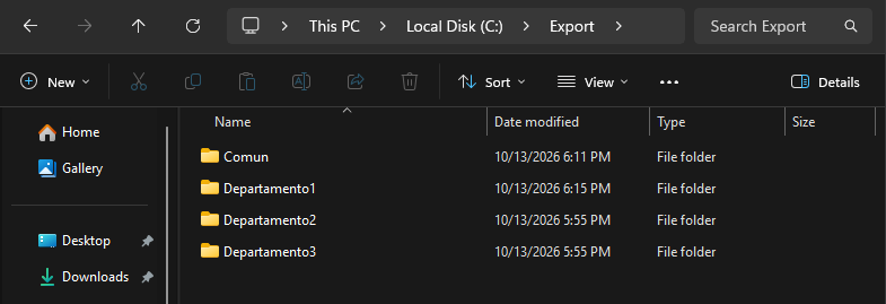 This PC > Local Disk (C:) > Export > Search Export
New Sort View ••• Details
Name Date modified Type Size
Home
Gallery
Comun 10/13/2026 6:11 PM File folder
Departamento1 10/13/2026 6:15 PM File folder
Departamento2 10/13/2026 5:55 PM File folder
Departamento3 10/13/2026 5:55 PM File folder
Desktop
Downloads